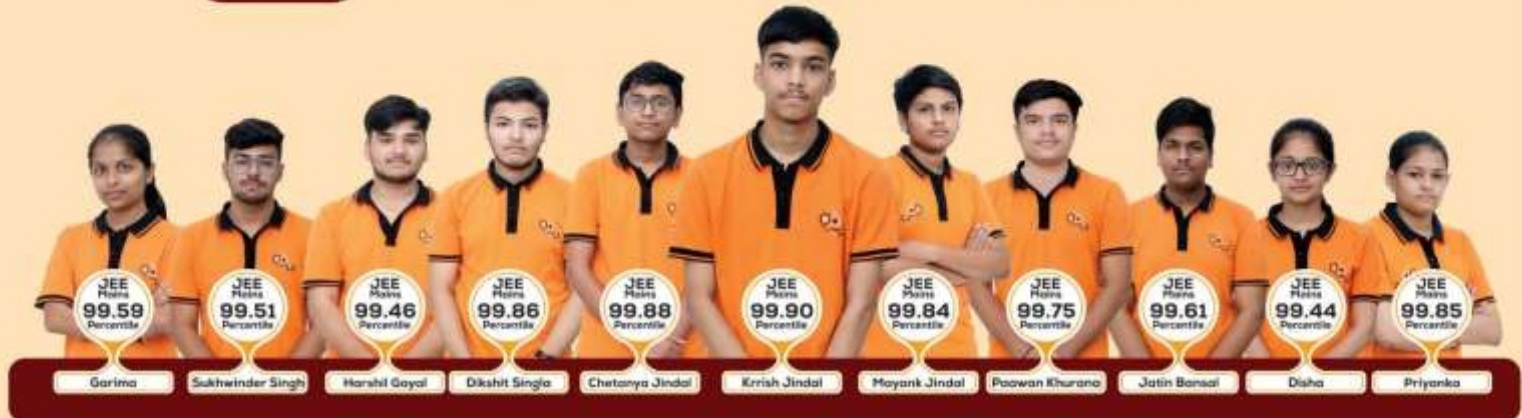 JEE
Mains
99.59
Percentile
Garima
JEE
Mains
99.51
Percentile
Sukhwinder Singh
JEE
Mains
99.46
Percentile
Harshil Goyal
JEE
Mains
99.86
Percentile
Dikshit Singla
JEE
Mains
99.88
Percentile
Chetanya Jindal
JEE
Mains
99.90
Percentile
Krrish Jindal
JEE
Mains
99.84
Percentile
Mayank Jindal
JEE
Mains
99.75
Percentile
Paawan Khurana
JEE
Mains
99.61
Percentile
Jatin Bansal
JEE
Mains
99.44
Percentile
Disha
JEE
Mains
99.85
Percentile
Priyanka